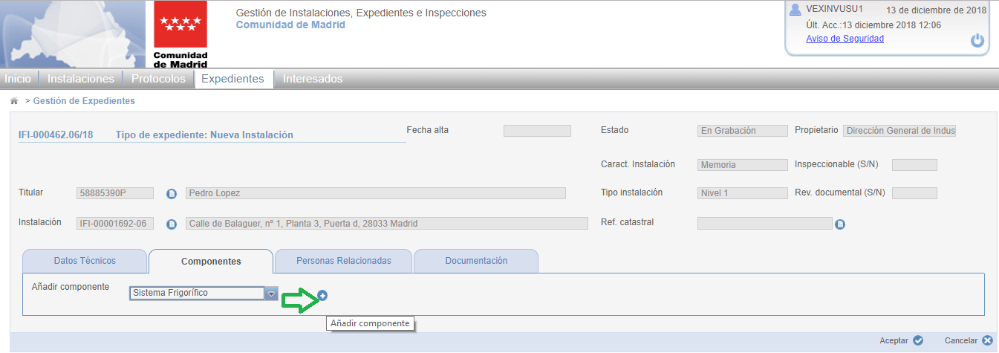 Gestión de Instalaciones, Expedientes e Inspecciones
Comunidad de Madrid
Comunidad
de Madrid
VEXINVUSU1 13 de diciembre de 2018
Últ. Acc.:13 diciembre 2018 12:06
Aviso de Seguridad
Inicio Instalaciones Protocolos Expedientes Interesados
> Gestión de Expedientes
IFI-000462.06/18 Tipo de expediente: Nueva Instalación Fecha alta Estado En Grabación Propietario Dirección General de Indus
Caract. Instalación Memoria Inspeccionable (S/N)
Titular 58885390P Pedro Lopez Tipo instalación Nivel 1 Rev. documental (S/N)
Instalación IFI-00001692-06 Calle de Balaguer, nº 1, Planta 3, Puerta d, 28033 Madrid Ref. catastral
Datos Técnicos Componentes Personas Relacionadas Documentación
Añadir componente Sistema Frigorífico
Añadir componente
Aceptar Cancelar